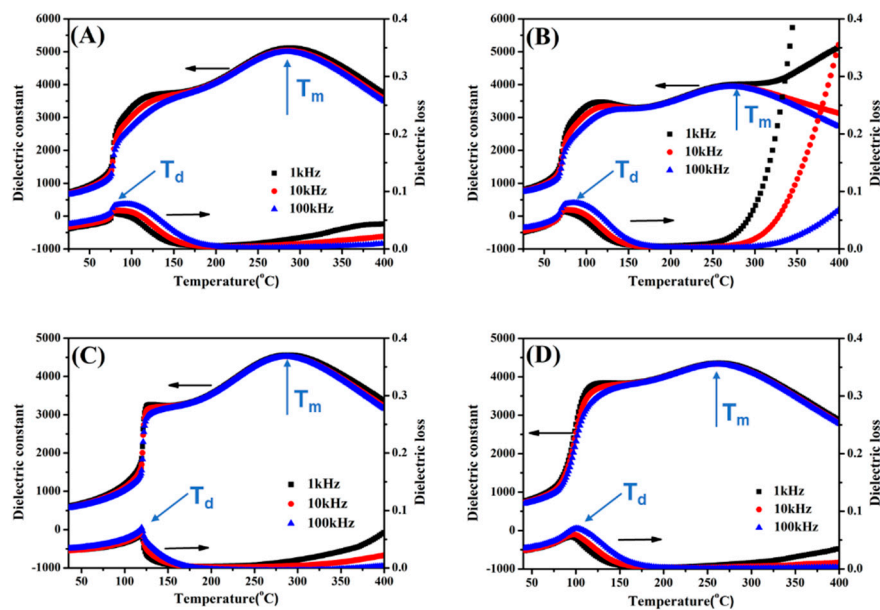 (A)
6000
5000
4000
3000
2000
1000
0
-1000
Dielectric constant
0.4
0.3
0.2
0.1
0.0
Dielectric loss
Tm
Td
1kHz
10kHz
100kHz
50 100 150 200 250 300 350 400
Temperature(°C)
(B)
6000
5000
4000
3000
2000
1000
0
-1000
Dielectric constant
0.4
0.3
0.2
0.1
0.0
Dielectric loss
Tm
1kHz
10kHz
100kHz
Td
50 100 150 200 250 300 350 400
Temperature(°C)
(C)
5000
4000
3000
2000
1000
0
-1000
Dielectric constant
0.4
0.3
0.2
0.1
0.0
Dielectric loss
Tm
1kHz
10kHz
100kHz
Td
50 100 150 200 250 300 350 400
Temperature(°C)
(D)
5000
4000
3000
2000
1000
0
-1000
Dielectric constant
0.4
0.3
0.2
0.1
0.0
Dielectric loss
Tm
Td
1kHz
10kHz
100kHz
50 100 150 200 250 300 350 400
Temperature(°C)